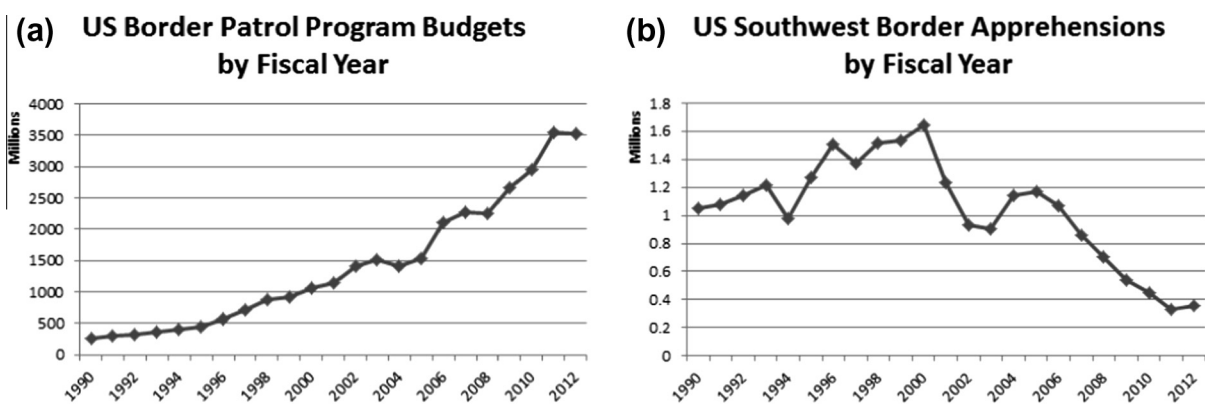 (a) US Border Patrol Program Budgets
by Fiscal Year
Millions
4000
3500
3000
2500
2000
1500
1000
500
0
1990 1992 1994 1996 1998 2000 2002 2004 2006 2008 2010 2012
(b) US Southwest Border Apprehensions
by Fiscal Year
Millions
1.8
1.6
1.4
1.2
1
0.8
0.6
0.4
0.2
0
1990 1992 1994 1996 1998 2000 2002 2004 2006 2008 2010 2012